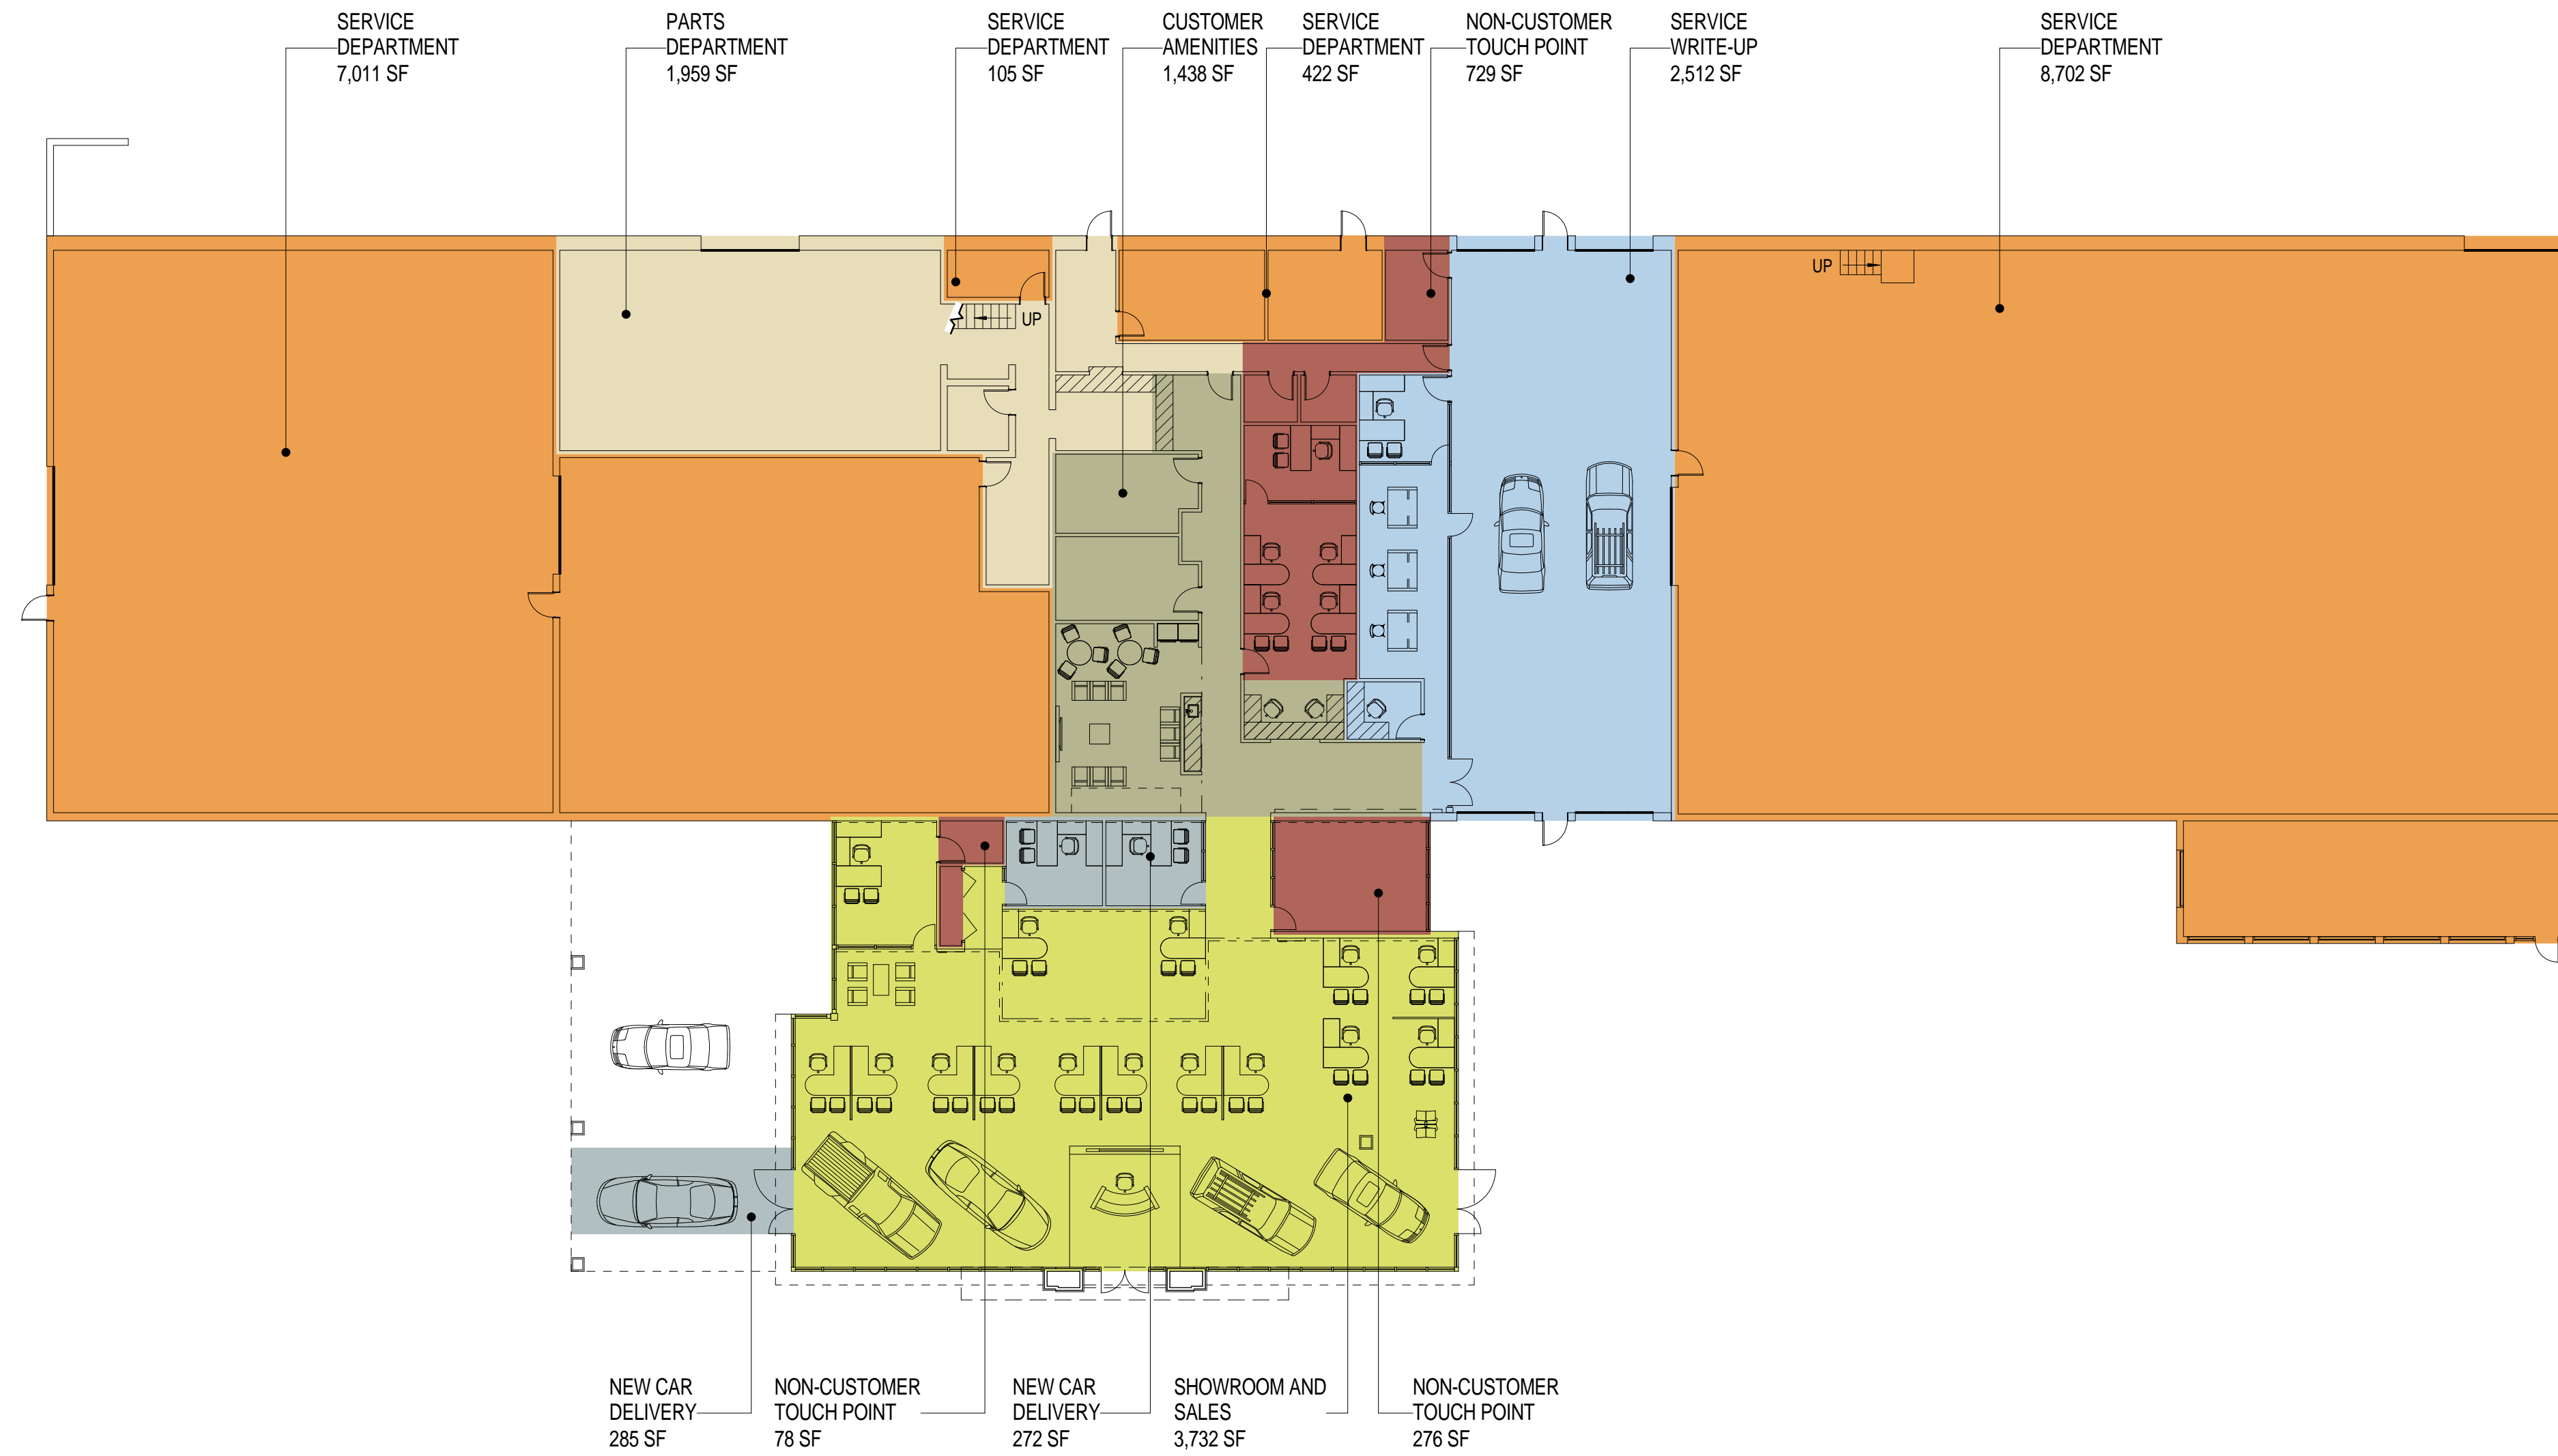 SERVICE
DEPARTMENT
7,011 SF
PARTS
DEPARTMENT
1,959 SF
SERVICE
DEPARTMENT
105 SF
CUSTOMER
AMENITIES
1,438 SF
SERVICE
DEPARTMENT
422 SF
NON-CUSTOMER
TOUCH POINT
729 SF
SERVICE
WRITE-UP
2,512 SF
SERVICE
DEPARTMENT
8,702 SF
UP
UP
NEW CAR
DELIVERY
285 SF
NON-CUSTOMER
TOUCH POINT
78 SF
NEW CAR
DELIVERY
272 SF
SHOWROOM AND
SALES
3,732 SF
NON-CUSTOMER
TOUCH POINT
276 SF